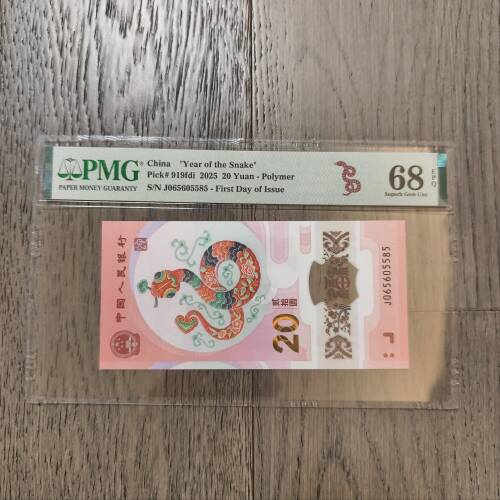 PMG
PAPER MONEY GUARANTY
China "Year of the Snake"
Pick# 919fdi 2025 20 Yuan - Polymer
S/N J065605585 - First Day of Issue
68 EPQ
Superb Gem Unc
中国人民银行
贰拾圆
20
J065605585